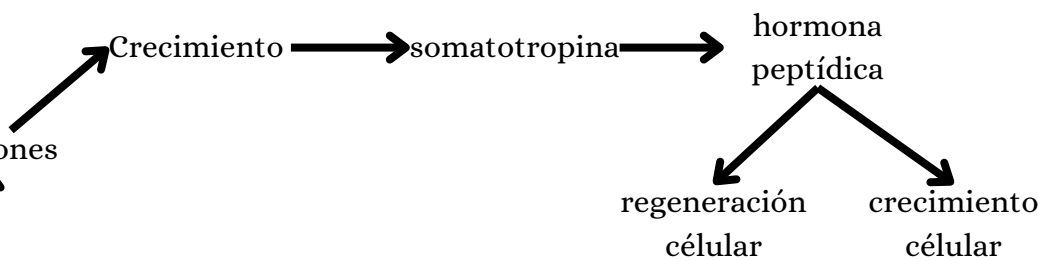 Crecimiento somatotropina hormona
peptídica
ones
regeneración crecimiento
célular célular